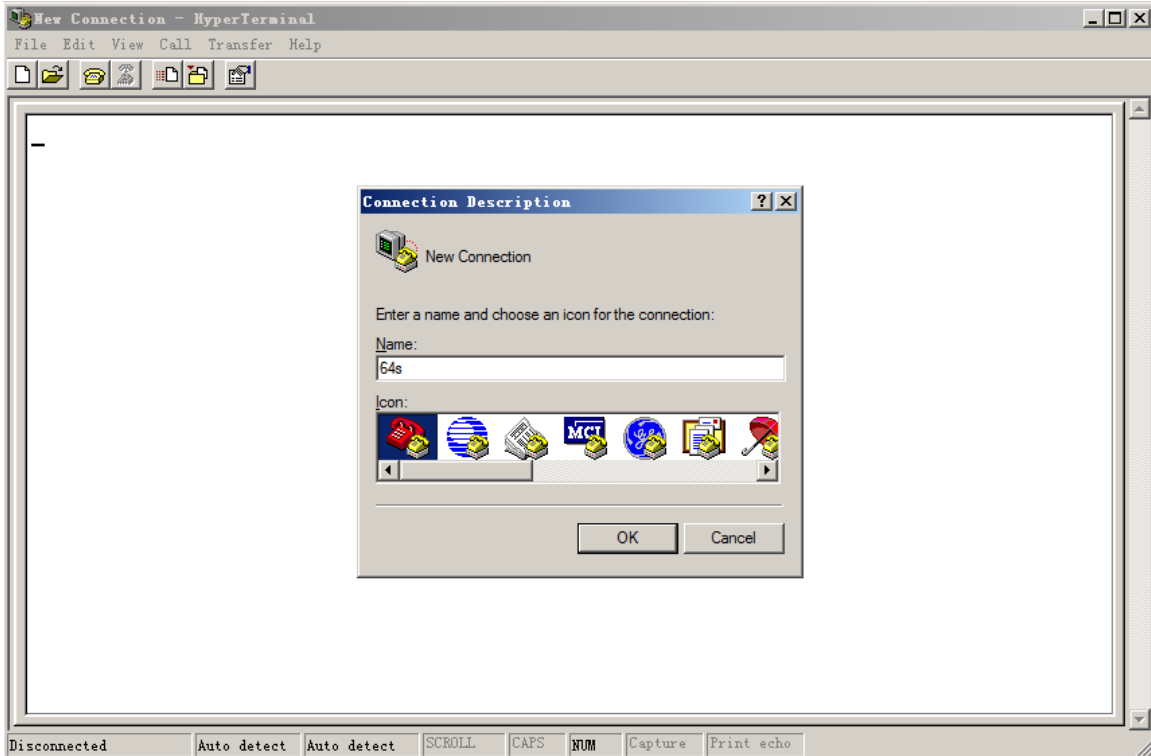 New Connection - HyperTerminal
File Edit View Call Transfer Help
Connection Description
New Connection
Enter a name and choose an icon for the connection:
Name:
64s
Icon:
MCI
OK Cancel
Disconnected Auto detect Auto detect SCROLL CAPS NUM Capture Print echo